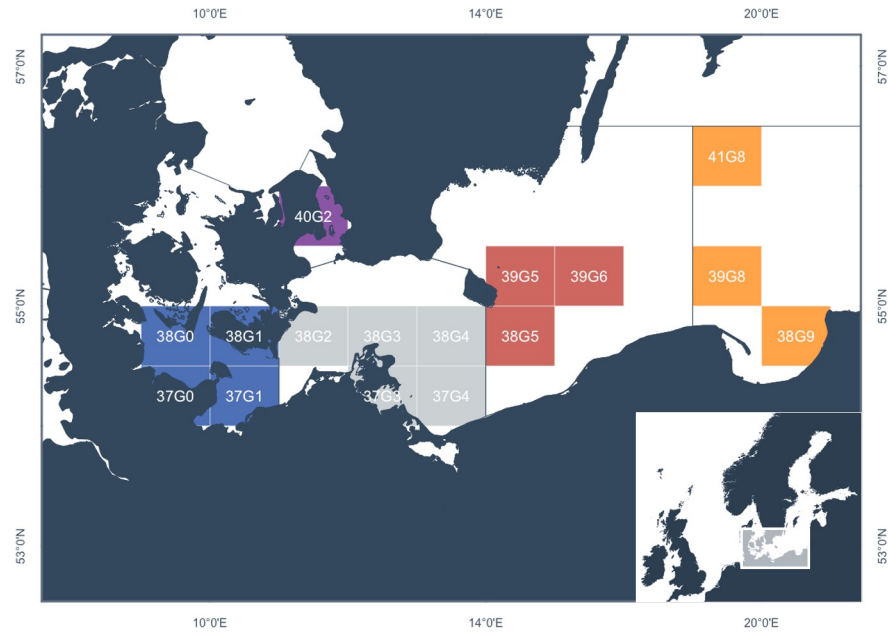 10°0'E 14°0'E 20°0'E
57°0'N 57°0'N
41G8
40G2
39G5 39G6 39G8
55°0'N 55°0'N
38G0 38G1 38G2 38G3 38G4 38G5 38G9
37G0 37G1 37G3 37G4
53°0'N 53°0'N
10°0'E 14°0'E 20°0'E